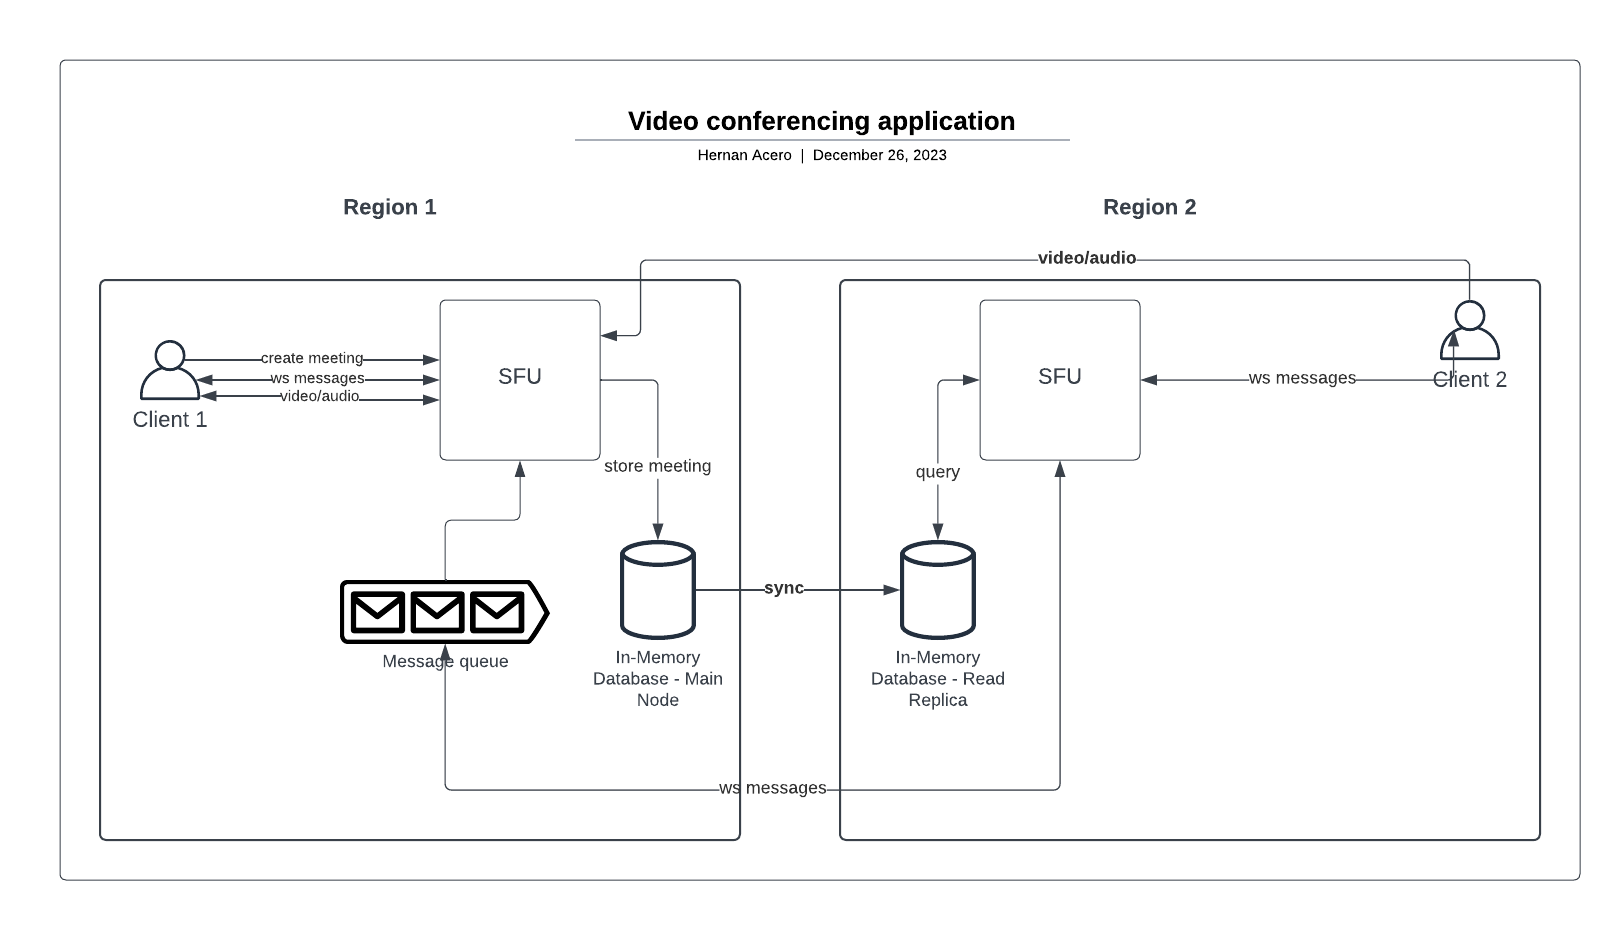 Video conferencing application
Hernan Acero | December 26, 2023
Region 1
Region 2
video/audio
SFU
create meeting
ws messages
video/audio
Client 1
SFU
ws messages
Client 2
store meeting
query
sync
Message queue
In-Memory
Database - Main
Node
In-Memory
Database - Read
Replica
ws messages